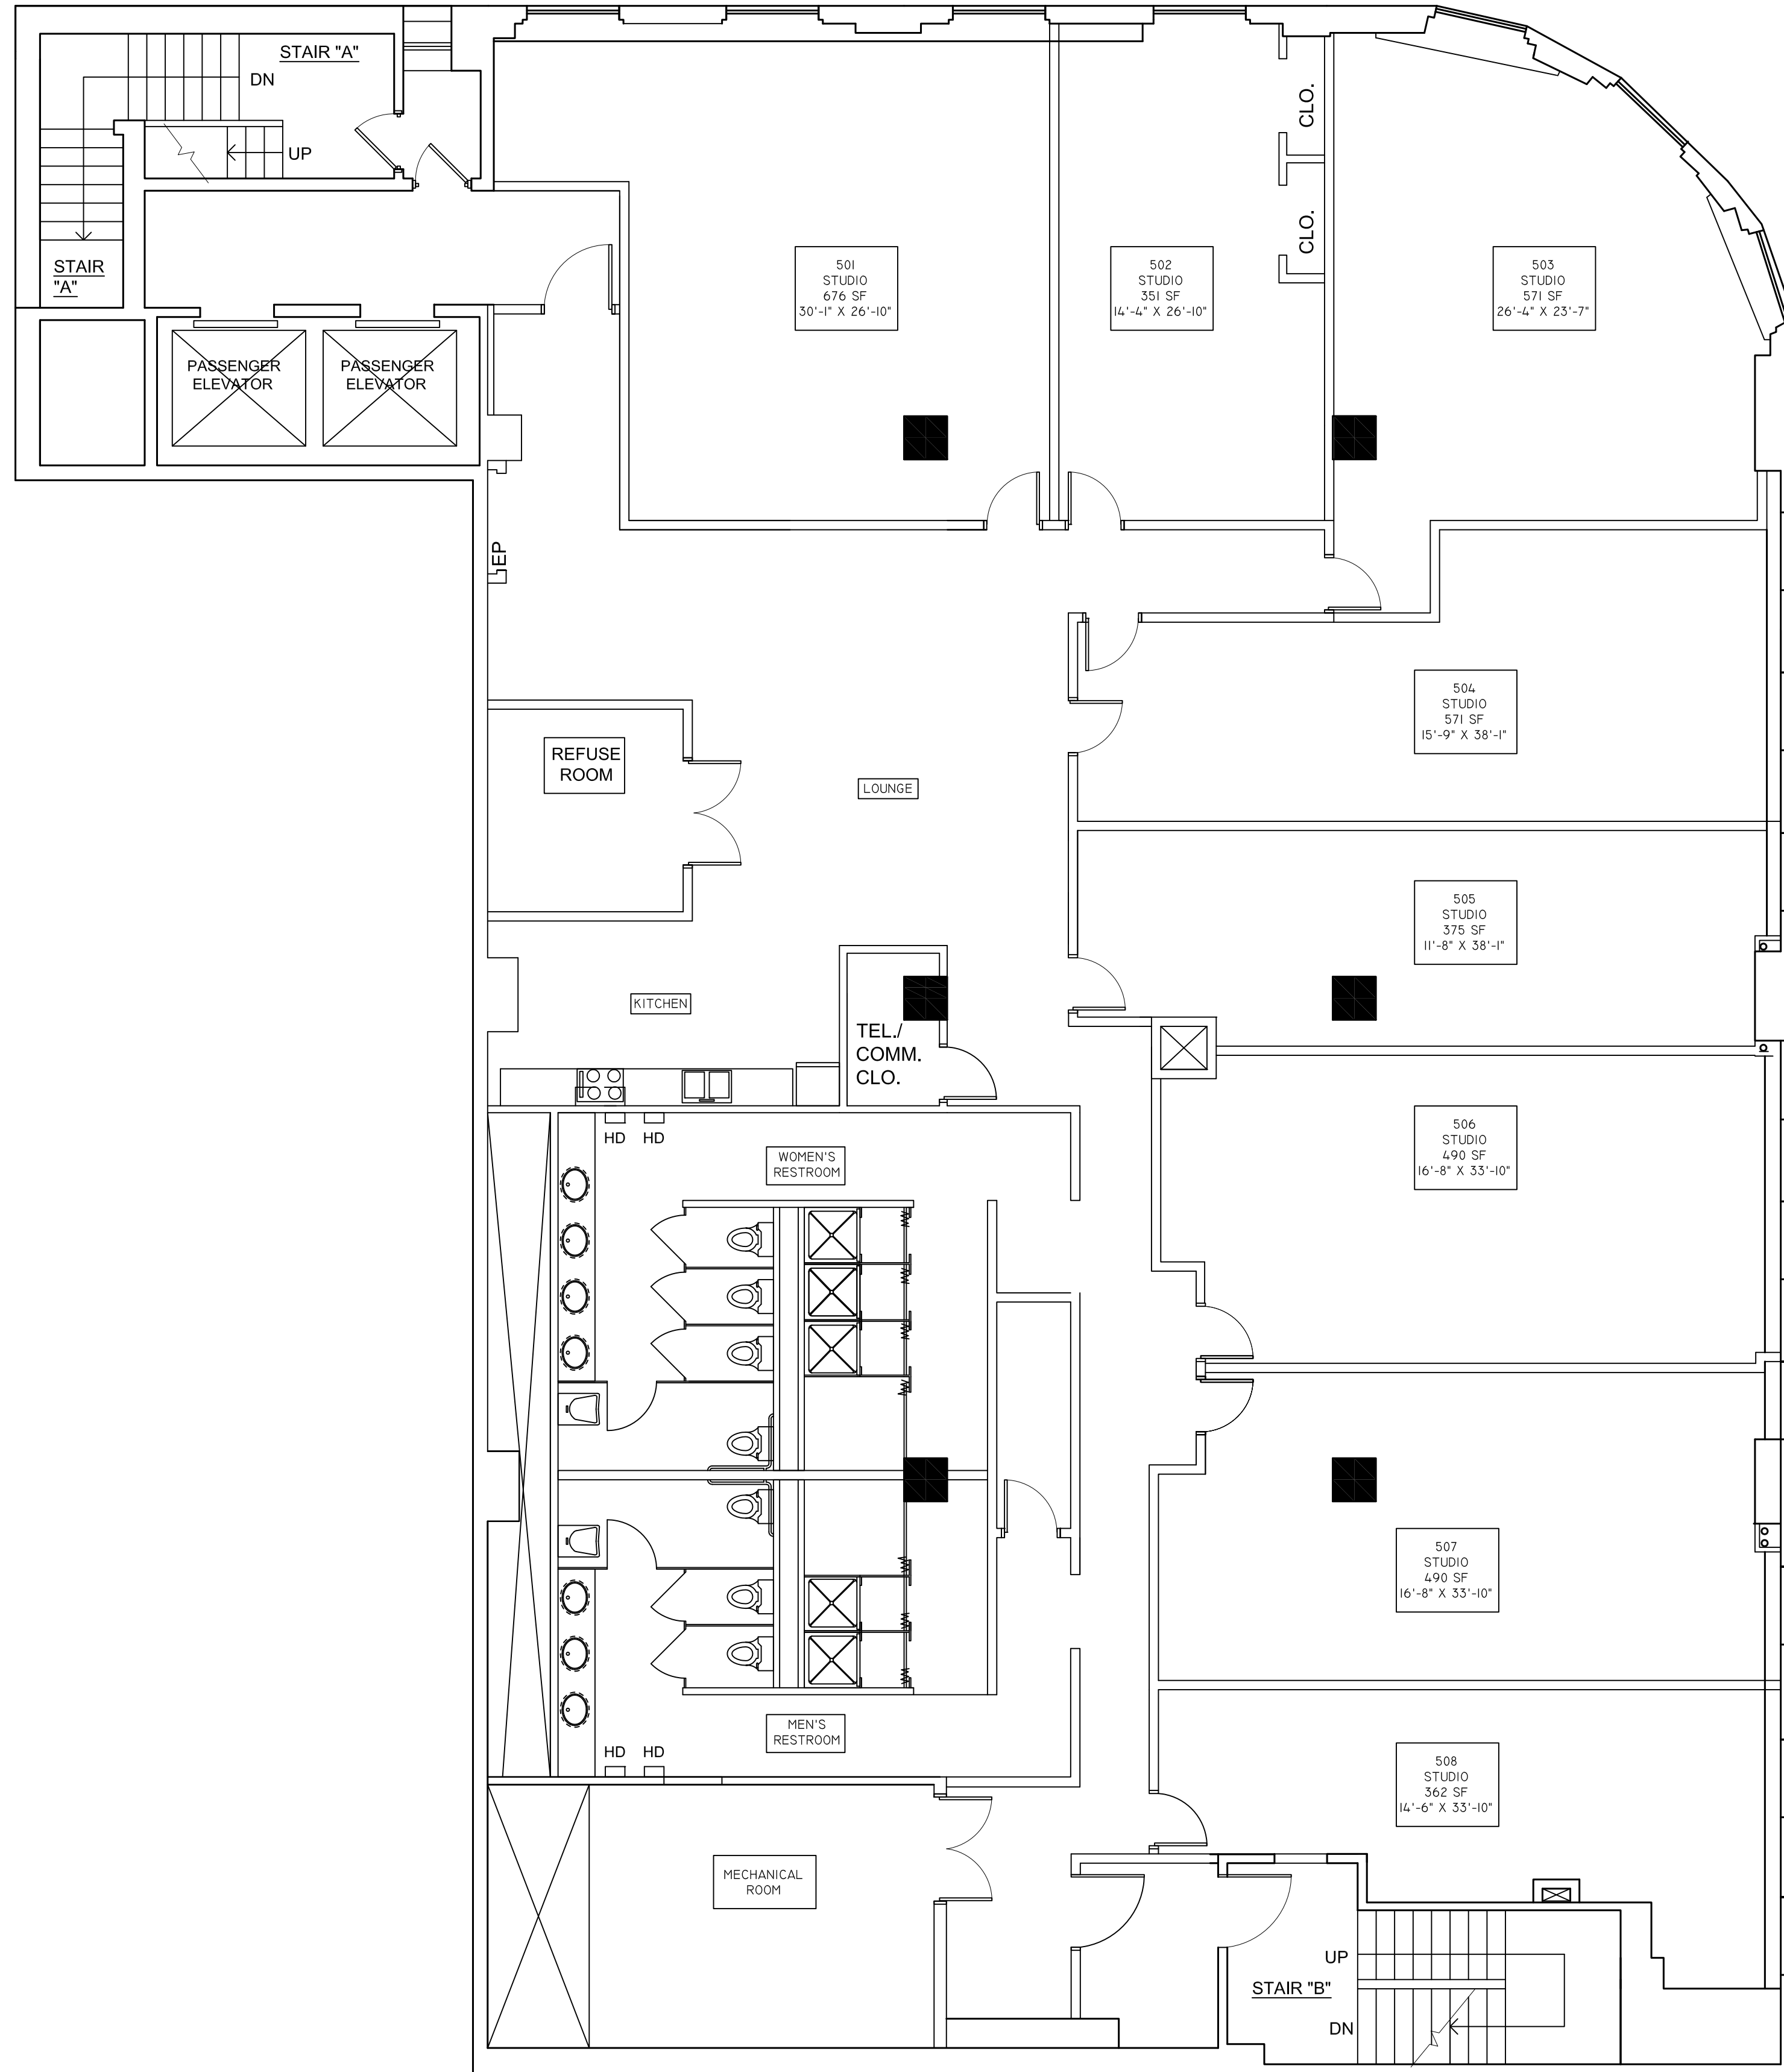 STAIR "A"
DN
UP
STAIR
"A"
PASSENGER
ELEVATOR
PASSENGER
ELEVATOR
CLO.
CLO.
501
STUDIO
676 SF
30'-1" X 26'-10"
502
STUDIO
351 SF
14'-4" X 26'-10"
503
STUDIO
571 SF
26'-4" X 23'-7"
EP
504
STUDIO
571 SF
15'-9" X 38'-1"
REFUSE
ROOM
LOUNGE
505
STUDIO
375 SF
11'-8" X 38'-1"
KITCHEN
TEL./
COMM.
CLO.
506
STUDIO
490 SF
16'-8" X 33'-10"
HD
HD
WOMEN'S
RESTROOM
507
STUDIO
490 SF
16'-8" X 33'-10"
MEN'S
RESTROOM
HD
HD
508
STUDIO
362 SF
14'-6" X 33'-10"
MECHANICAL
ROOM
UP
STAIR "B"
DN